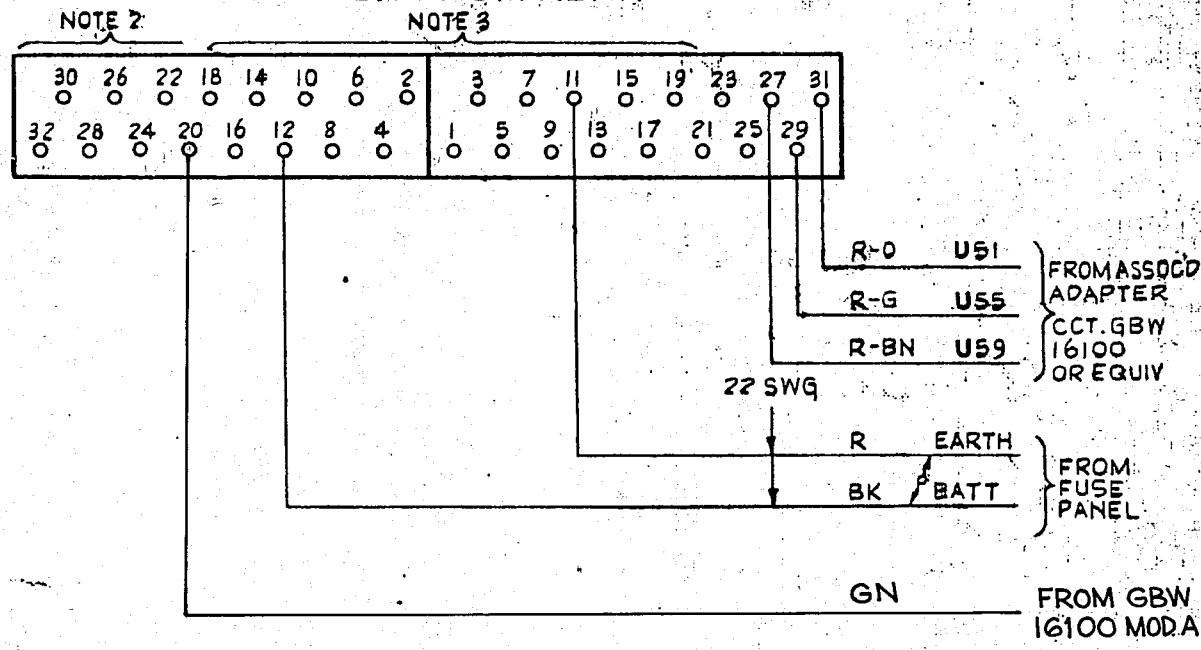 NOTE 2
NOTE 3
30 26 22 18 14 10 6 2 3 7 11 15 19 23 27 31
32 28 24 20 16 12 8 4 1 5 9 13 17 21 25 29
R-O U51
R-G U55
R-BN U59
FROM ASSOC'D
ADAPTER
CCT. GBW
16100
OR EQUIV
22 SWG
R EARTH
BK BATT
FROM
FUSE
PANEL
GN
FROM GBW
16100 MOD.A